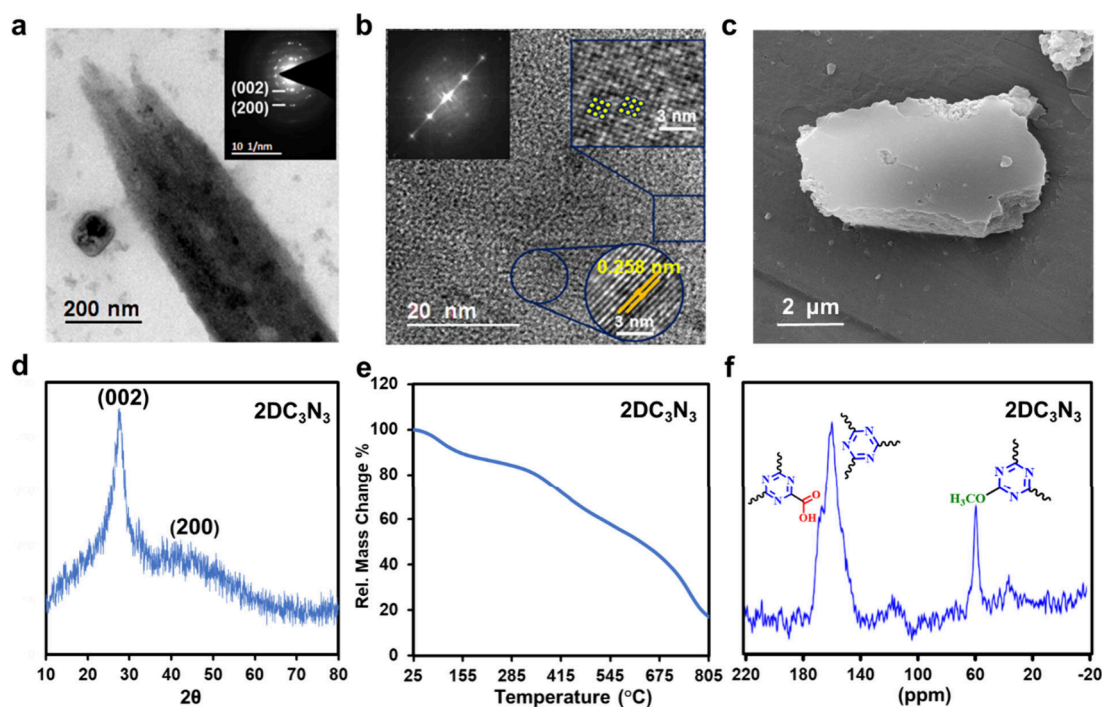 a
(002)
(200)
10 1/nm
200 nm
b
3 nm
0.258 nm
3 nm
20 nm
c
2 µm
d
(002)
2DC₃N₃
(200)
10 20 30 40 50 60 70 80
2θ
e
120
100
80
60
40
20
0
Rel. Mass Change %
2DC₃N₃
25 155 285 415 545 675 805
Temperature (°C)
f
2DC₃N₃
N N
N
O
OH
N N
N
N N
N
H₃CO
220 180 140 100 60 20 -20
(ppm)